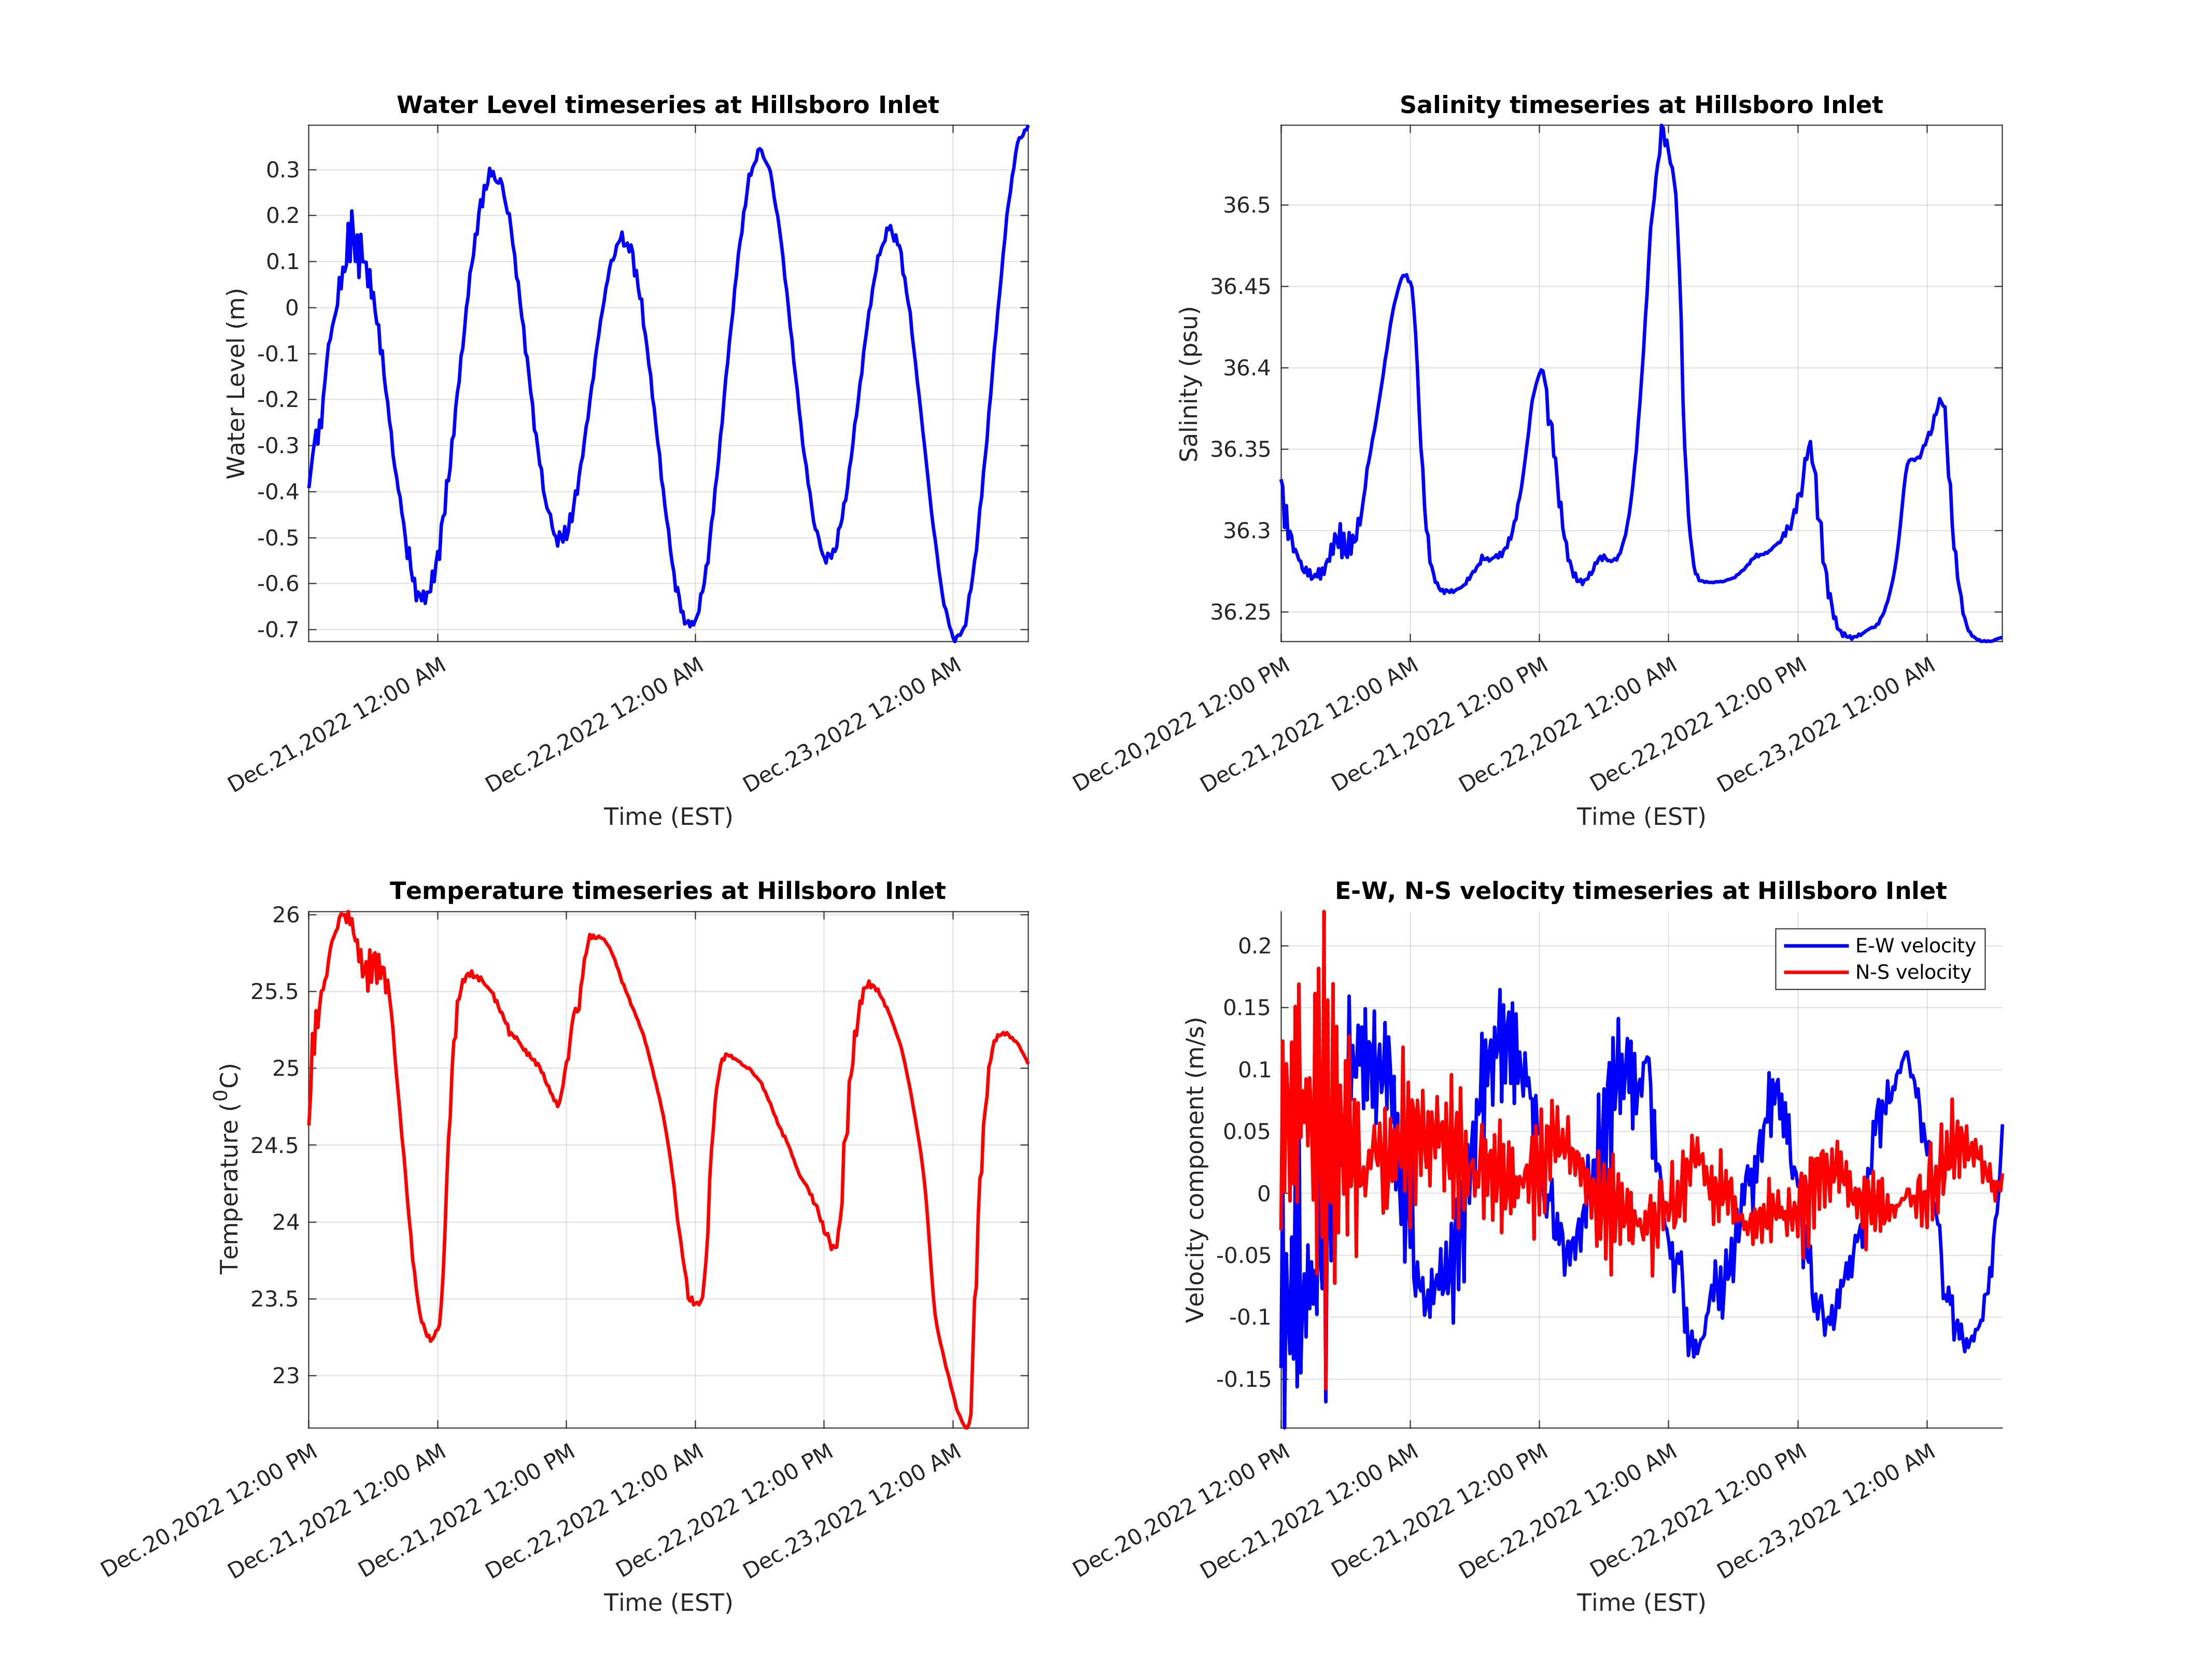 Water Level timeseries at Hillsboro Inlet
Water Level (m)
0.3
0.2
0.1
0
-0.1
-0.2
-0.3
-0.4
-0.5
-0.6
-0.7
Dec.21,2022 12:00 AM
Dec.22,2022 12:00 AM
Dec.23,2022 12:00 AM
Time (EST)
Salinity timeseries at Hillsboro Inlet
Salinity (psu)
36.5
36.45
36.4
36.35
36.3
36.25
Dec.20,2022 12:00 PM
Dec.21,2022 12:00 AM
Dec.21,2022 12:00 PM
Dec.22,2022 12:00 AM
Dec.22,2022 12:00 PM
Dec.23,2022 12:00 AM
Time (EST)
Temperature timeseries at Hillsboro Inlet
Temperature (⁰C)
26
25.5
25
24.5
24
23.5
23
Dec.20,2022 12:00 PM
Dec.21,2022 12:00 AM
Dec.21,2022 12:00 PM
Dec.22,2022 12:00 AM
Dec.22,2022 12:00 PM
Dec.23,2022 12:00 AM
Time (EST)
E-W, N-S velocity timeseries at Hillsboro Inlet
Velocity component (m/s)
0.2
0.15
0.1
0.05
0
-0.05
-0.1
-0.15
E-W velocity
N-S velocity
Dec.20,2022 12:00 PM
Dec.21,2022 12:00 AM
Dec.21,2022 12:00 PM
Dec.22,2022 12:00 AM
Dec.22,2022 12:00 PM
Dec.23,2022 12:00 AM
Time (EST)